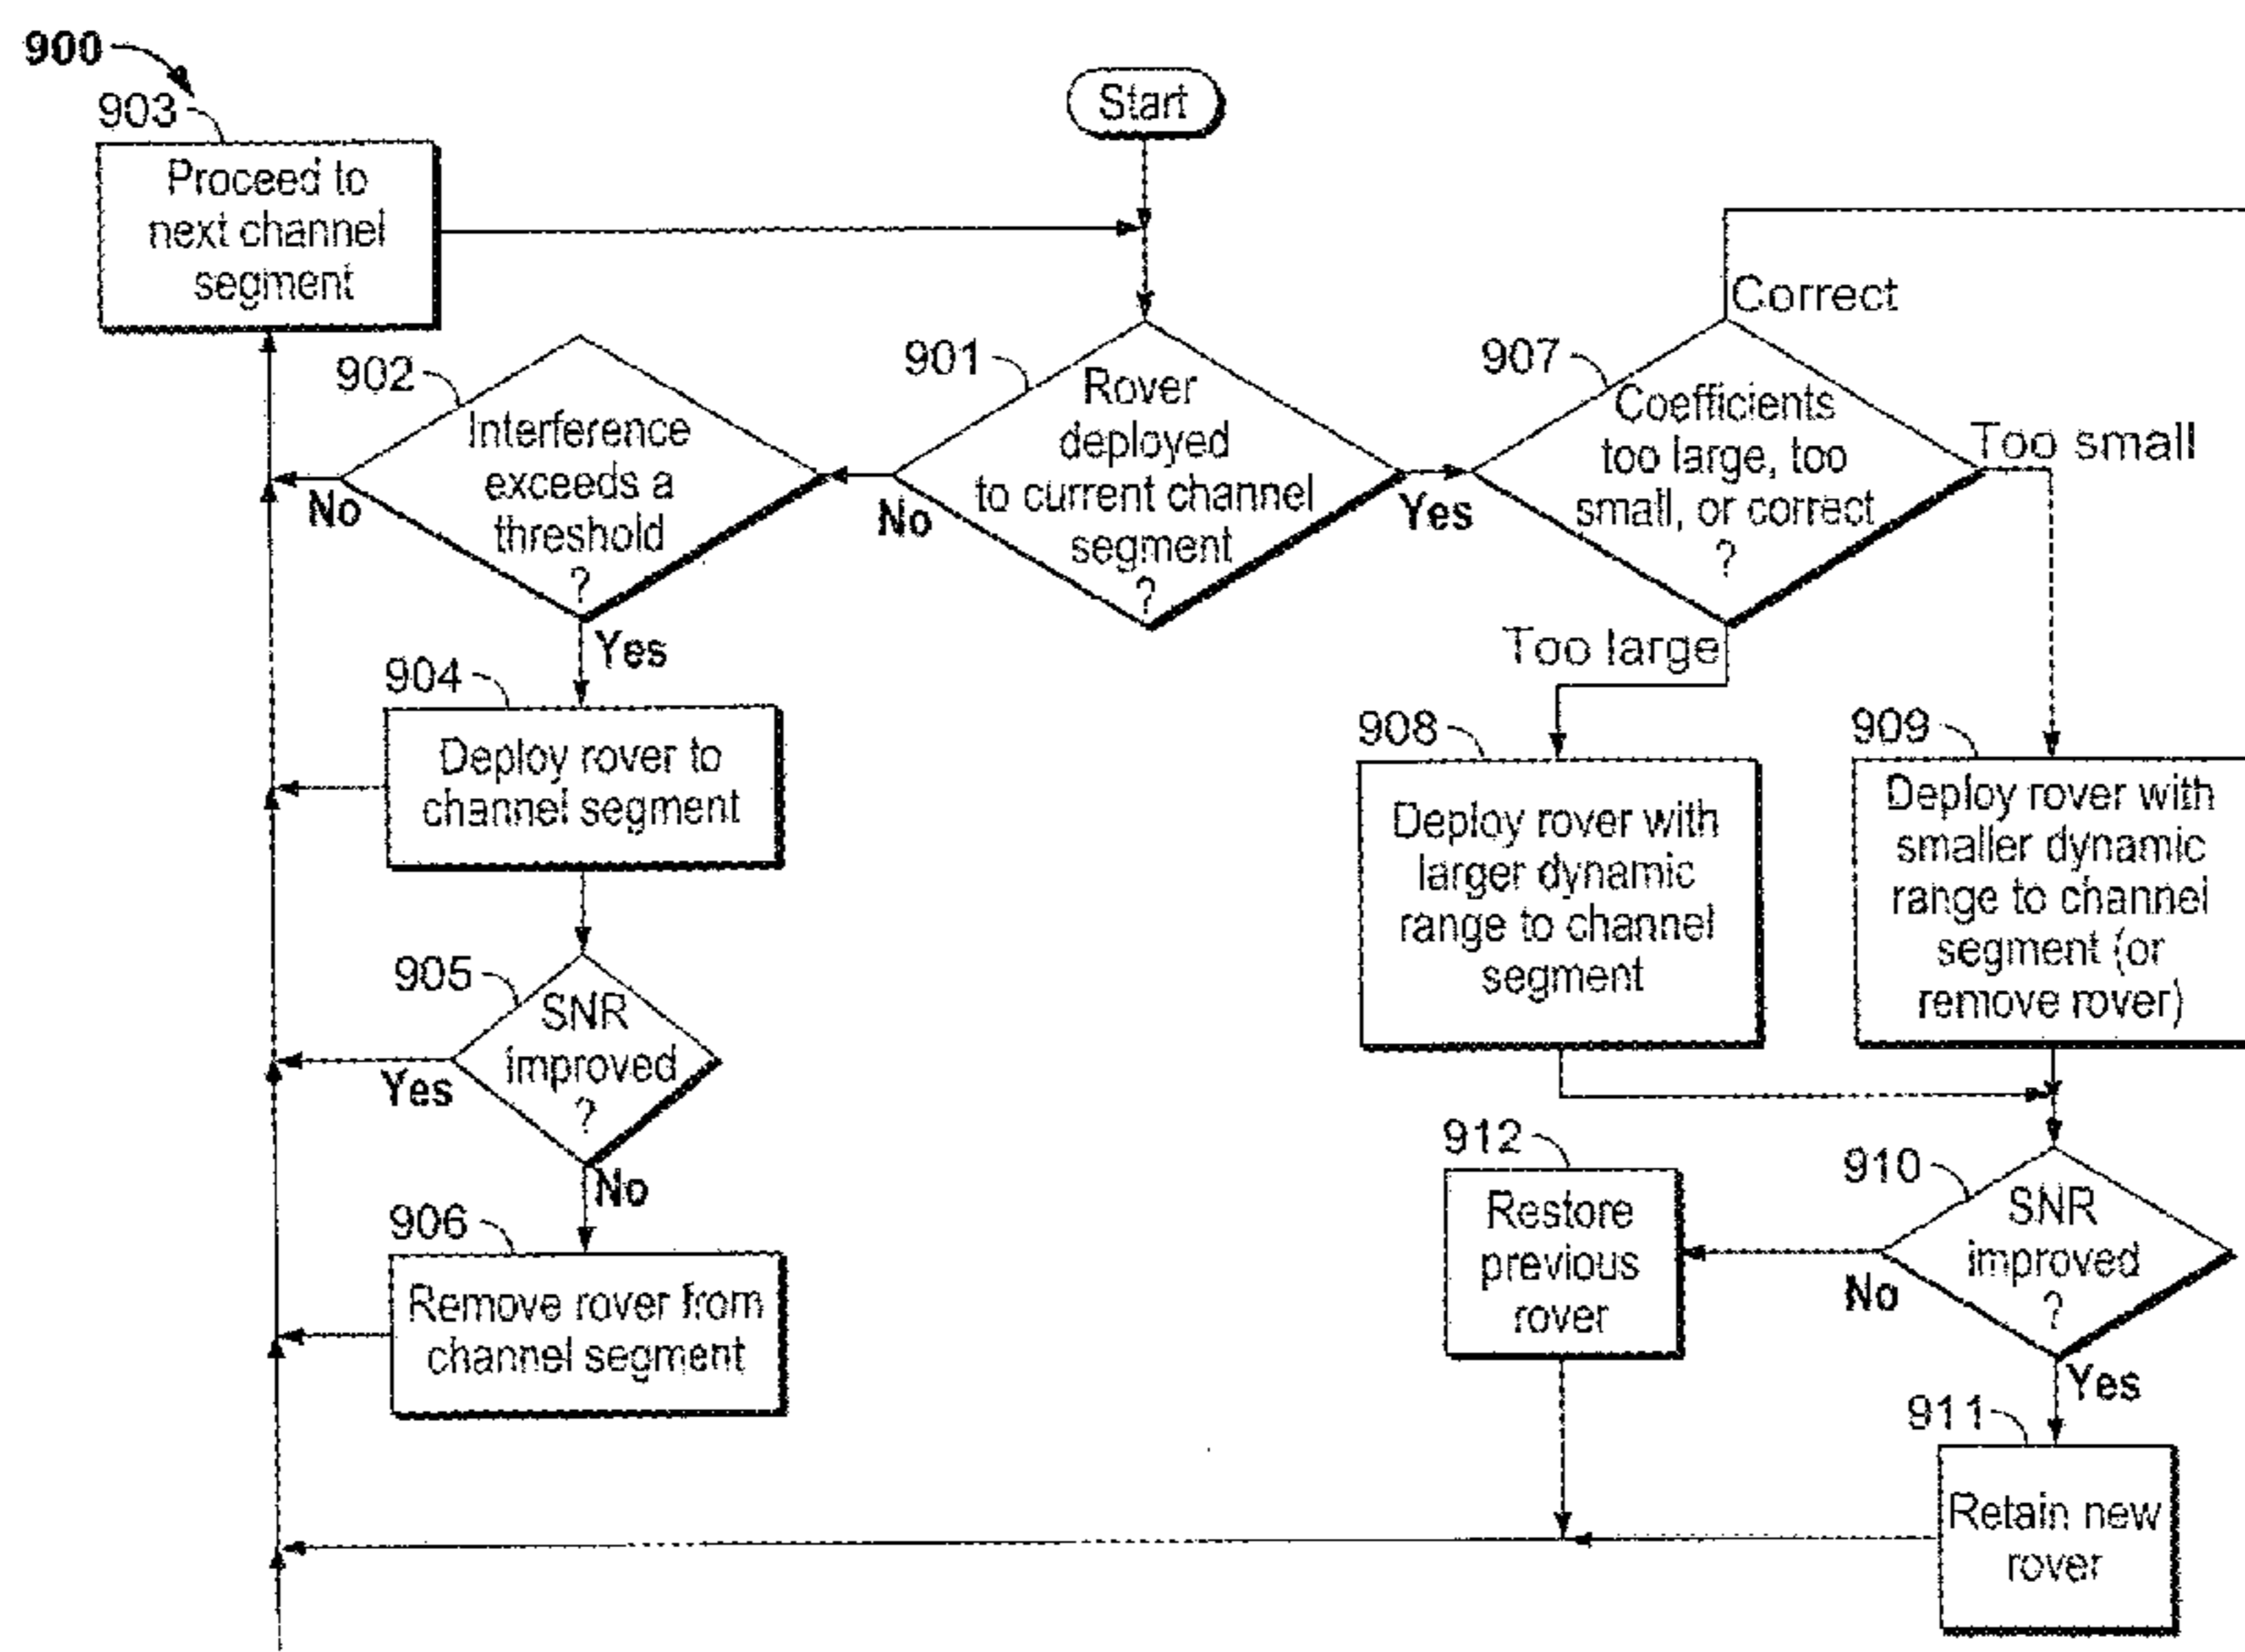 900
903
Proceed to
next channel
segment
Start
902
Interference
exceeds a
threshold
?
No
Yes
901
Rover
deployed
to current channel
segment
?
No
Yes
907
Coefficients
too large, too
small, or correct
?
Correct
Too small
Too large
904
Deploy rover to
channel segment
905
SNR
improved
?
Yes
No
906
Remove rover from
channel segment
908
Deploy rover with
larger dynamic
range to channel
segment
909
Deploy rover with
smaller dynamic
range to channel
segment (or
remove rover)
910
SNR
improved
?
No
Yes
912
Restore
previous
rover
911
Retain new
rover